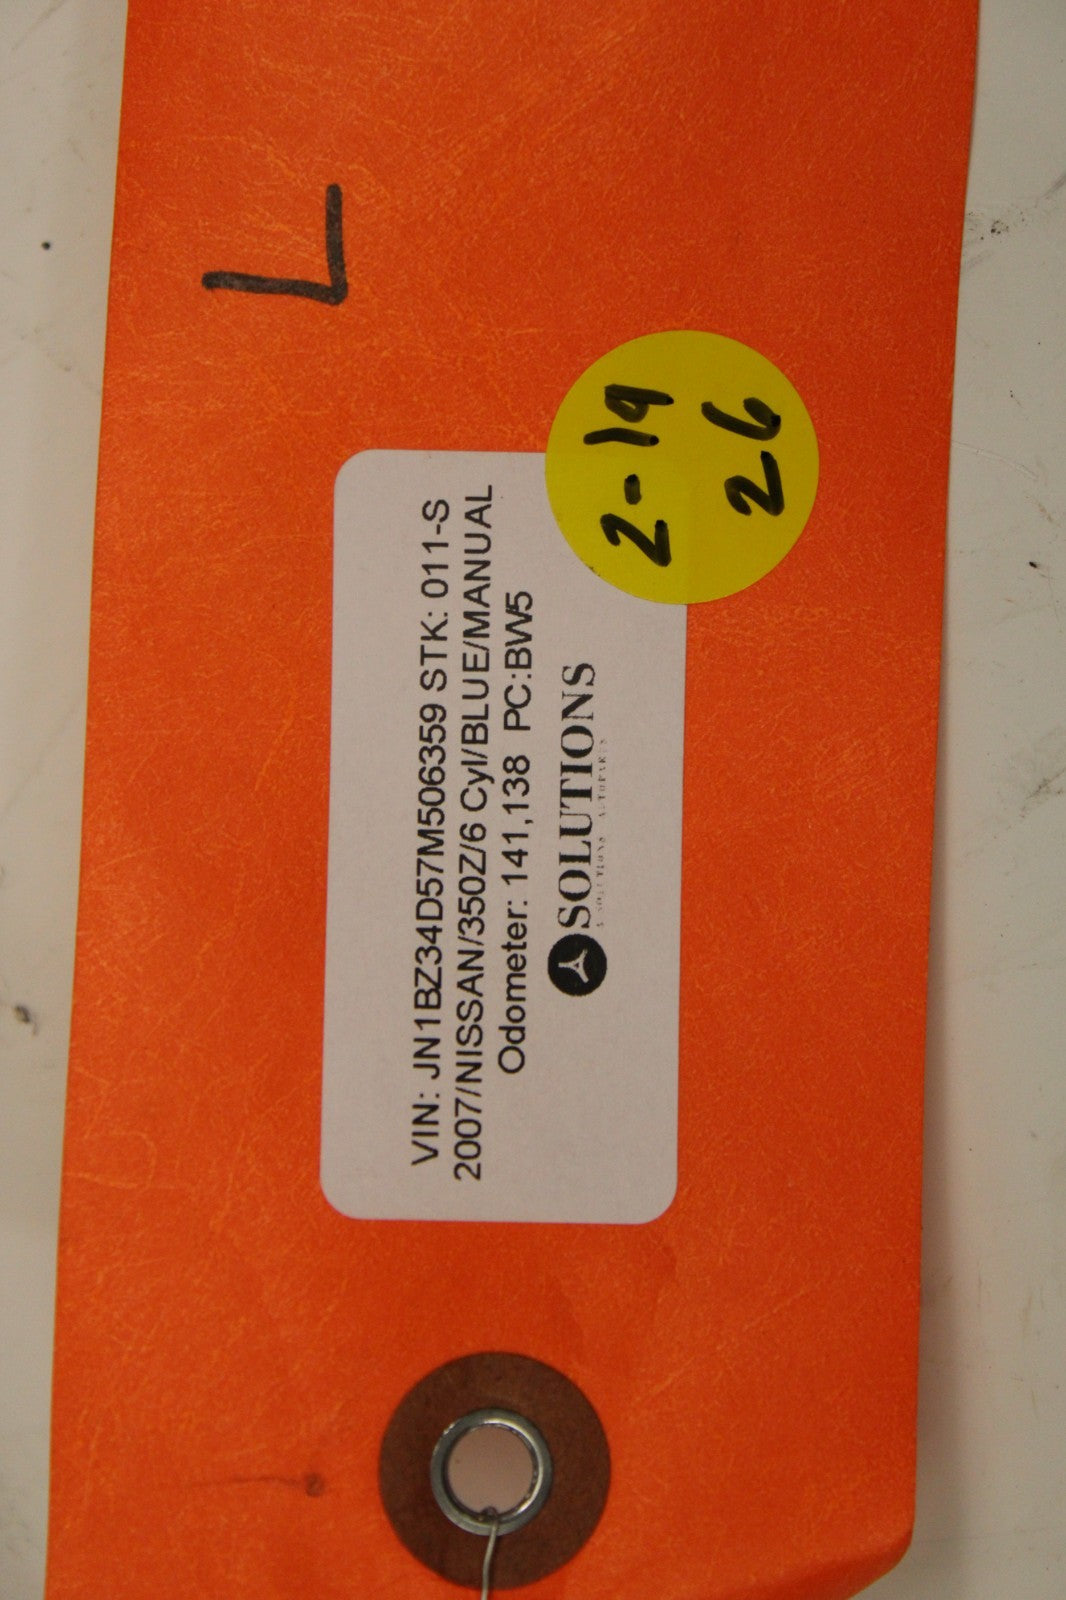 L
VIN: JN1BZ34D57M506359 STK: 011-S
2007/NISSAN/350Z/6 Cyl/BLUE/MANUAL
Odometer: 141,138 PC:BW5
SOLUTIONS
AUTOPARTS
2-19
26